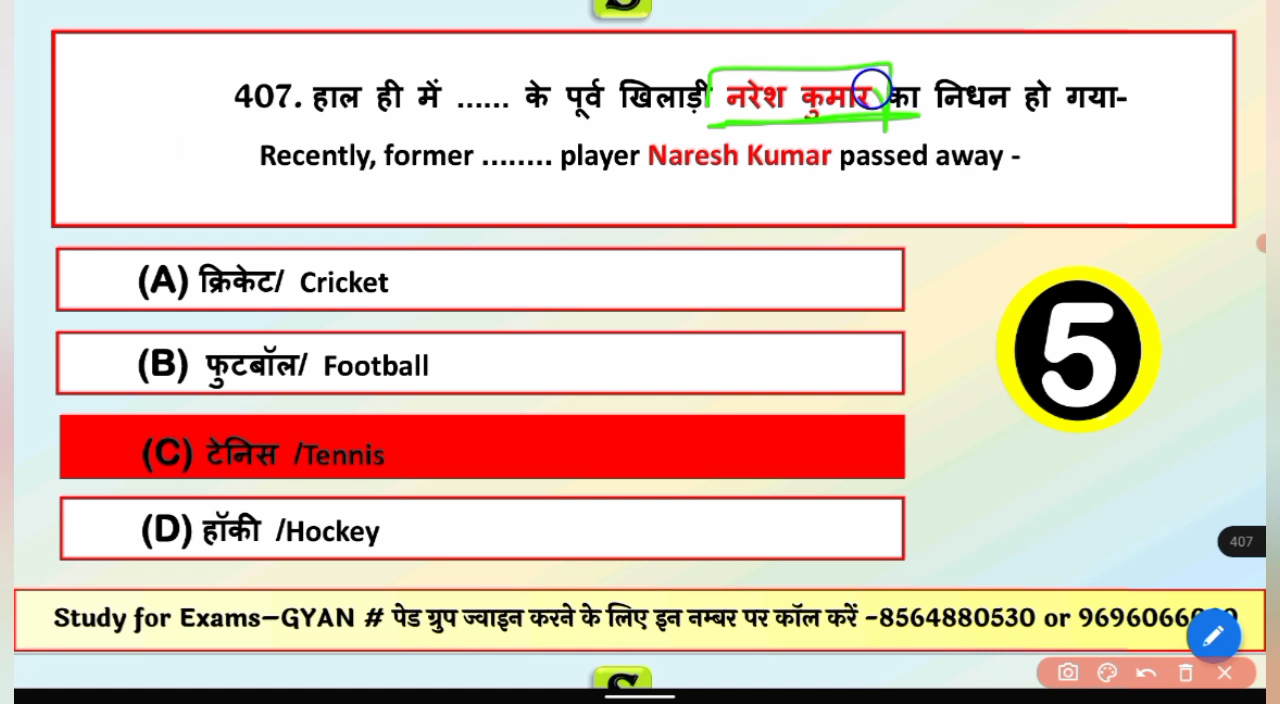 407. हाल ही में ...... के पूर्व खिलाड़ी नरेश कुमार का निधन हो गया-
Recently, former ........ player Naresh Kumar passed away -
(A) क्रिकेट/ Cricket
(B) फुटबॉल/ Football
5
(C) टेनिस /Tennis
(D) हॉकी /Hockey
407
Study for Exams–GYAN # पेड ग्रुप ज्वाइन करने के लिए इन नम्बर पर कॉल करें -8564880530 or